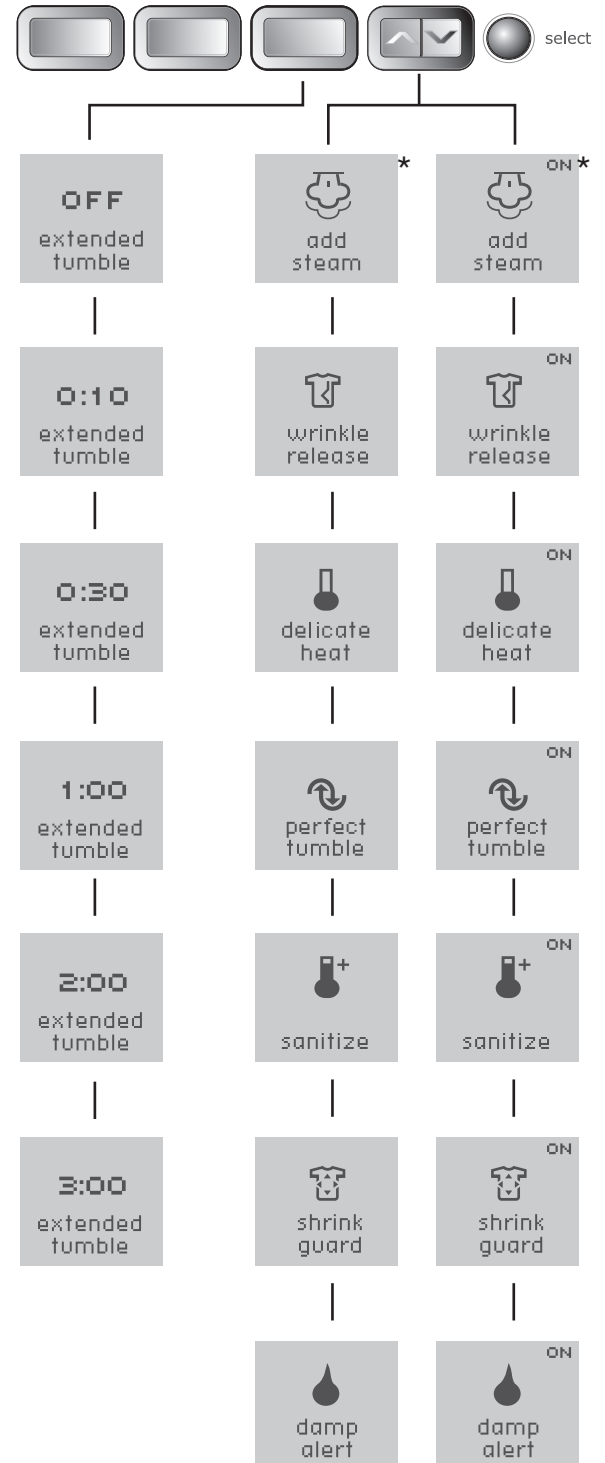 select
OFF
extended
tumble
*
add
steam
ON *
add
steam
0:10
extended
tumble
wrinkle
release
ON
wrinkle
release
0:30
extended
tumble
delicate
heat
ON
delicate
heat
1:00
extended
tumble
perfect
tumble
ON
perfect
tumble
2:00
extended
tumble
sanitize
ON
sanitize
3:00
extended
tumble
shrink
guard
ON
shrink
guard
damp
alert
ON
damp
alert